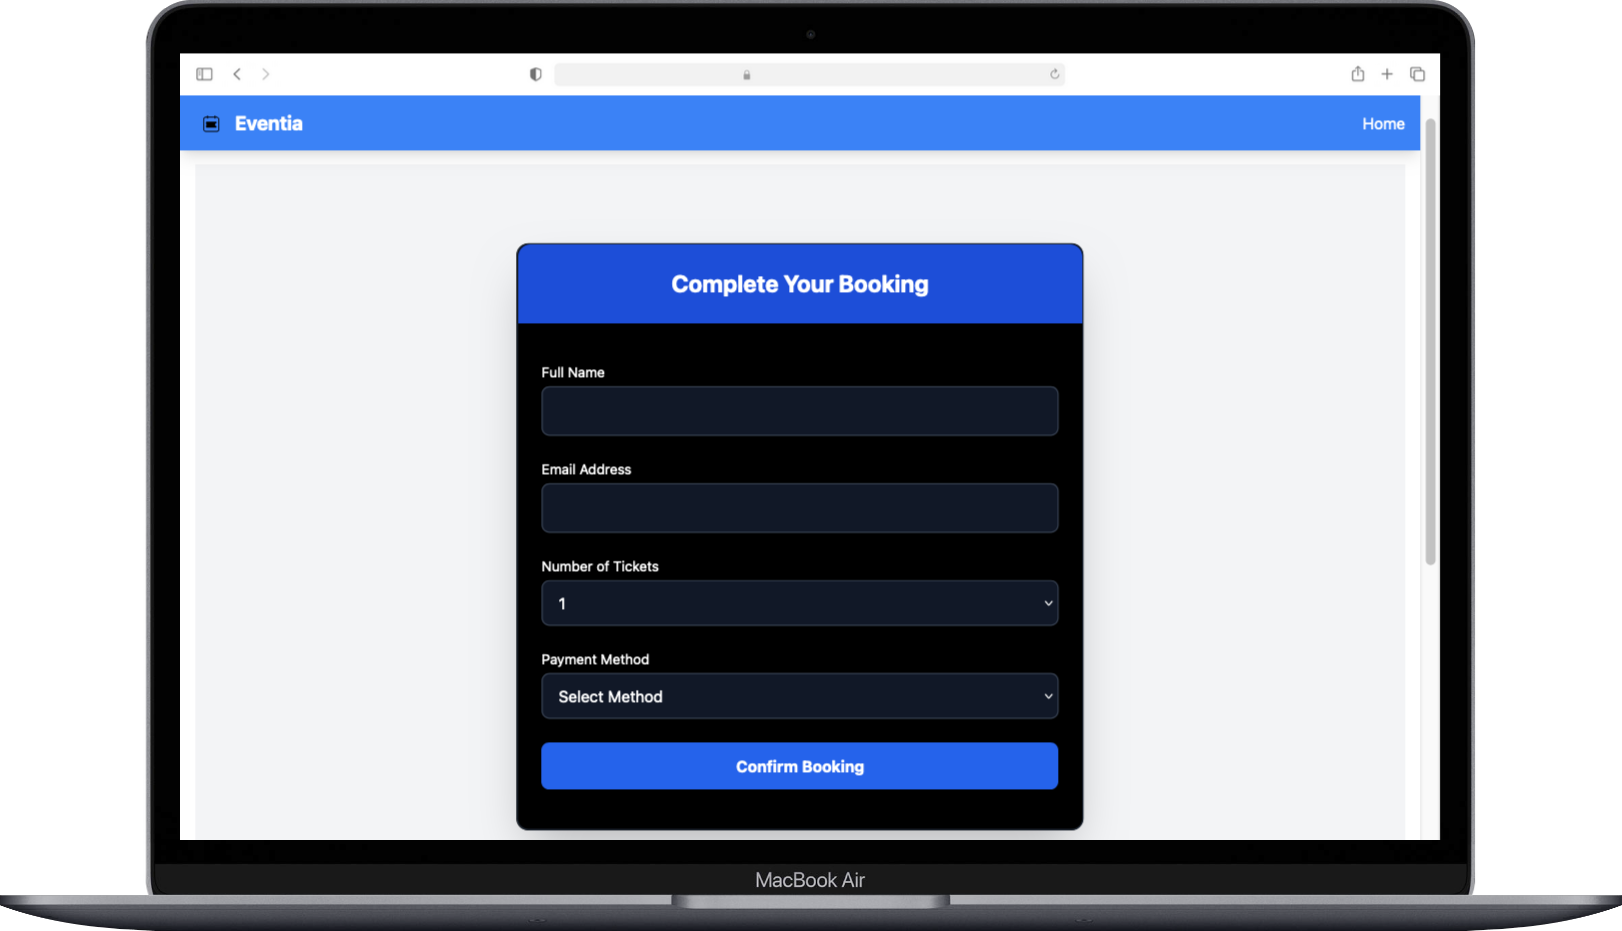 Eventia
Home
Complete Your Booking
Full Name
Email Address
Number of Tickets
1
Payment Method
Select Method
Confirm Booking
MacBook Air